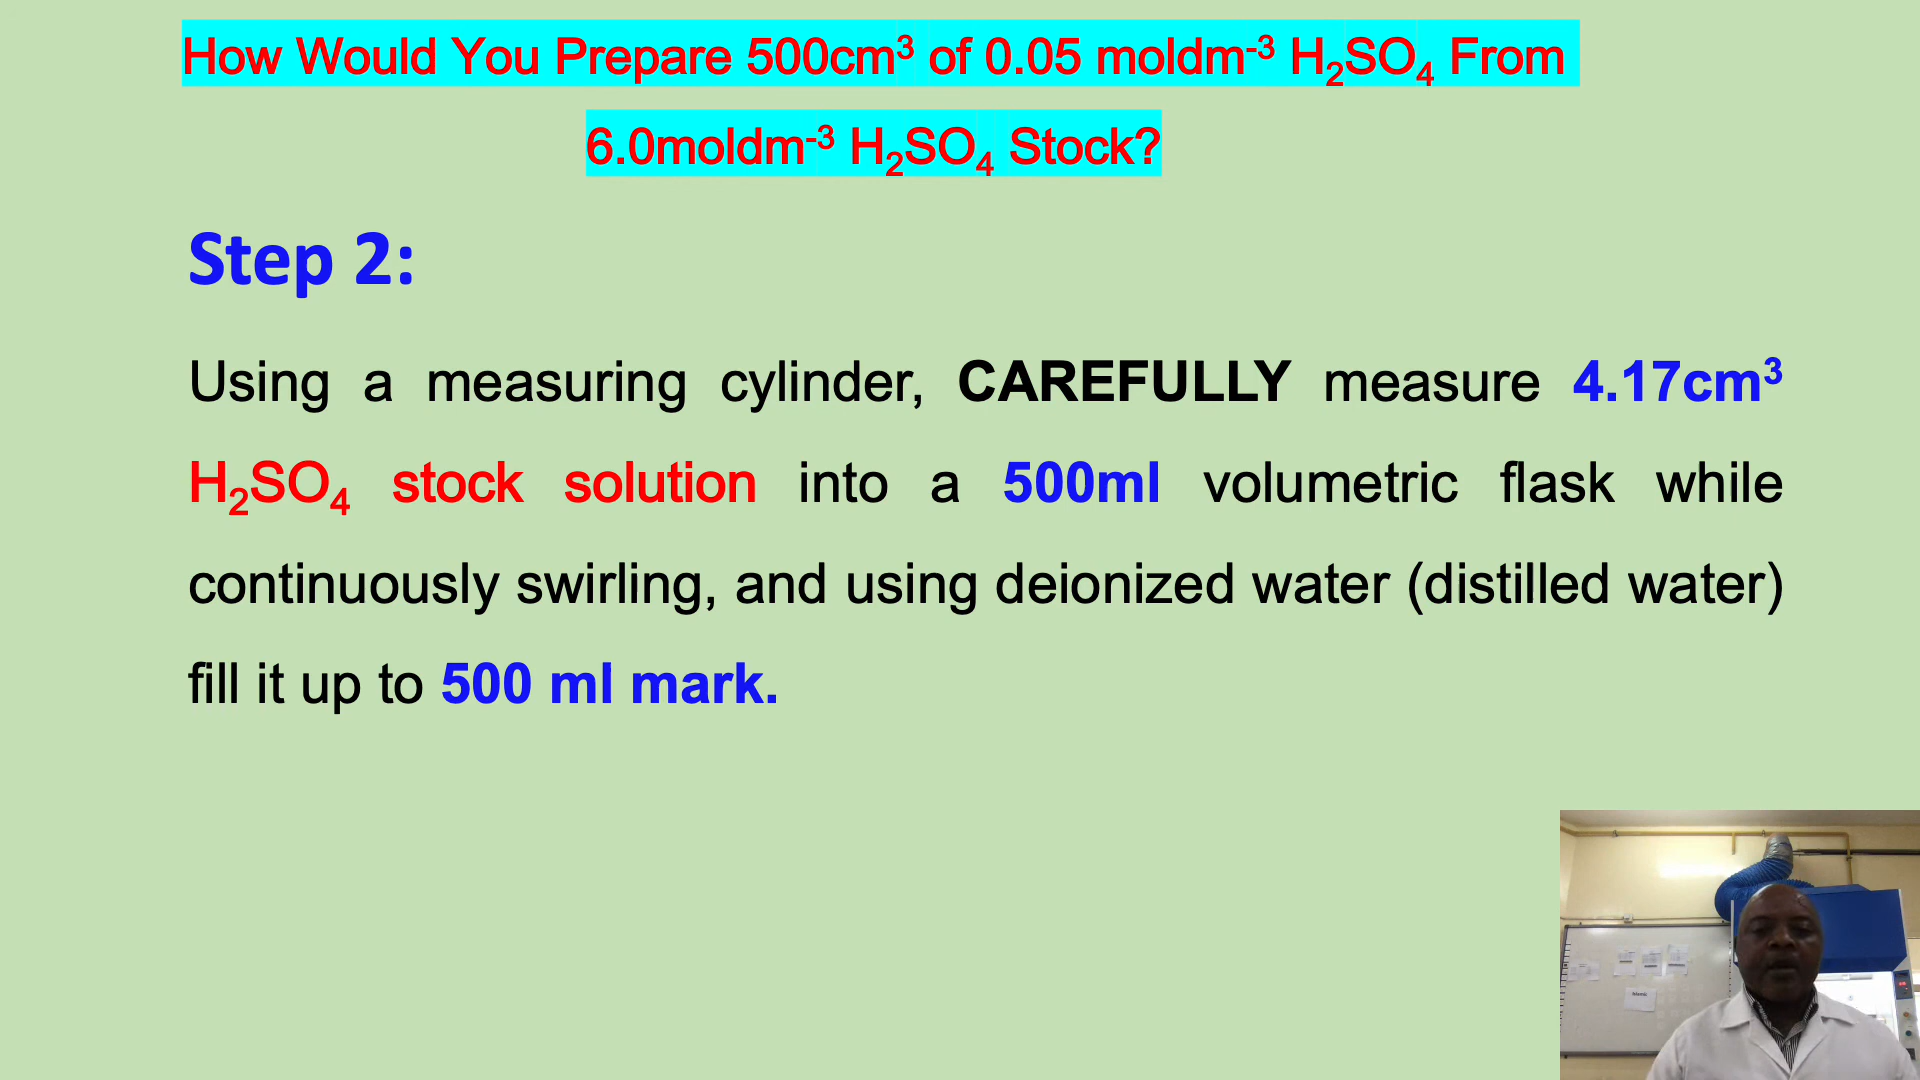 How Would You Prepare 500cm³ of 0.05 moldm⁻³ H₂SO₄ From
6.0moldm⁻³ H₂SO₄ Stock?
Step 2:
Using a measuring cylinder, CAREFULLY measure 4.17cm³
H₂SO₄ stock solution into a 500ml volumetric flask while
continuously swirling, and using deionized water (distilled water)
fill it up to 500 ml mark.